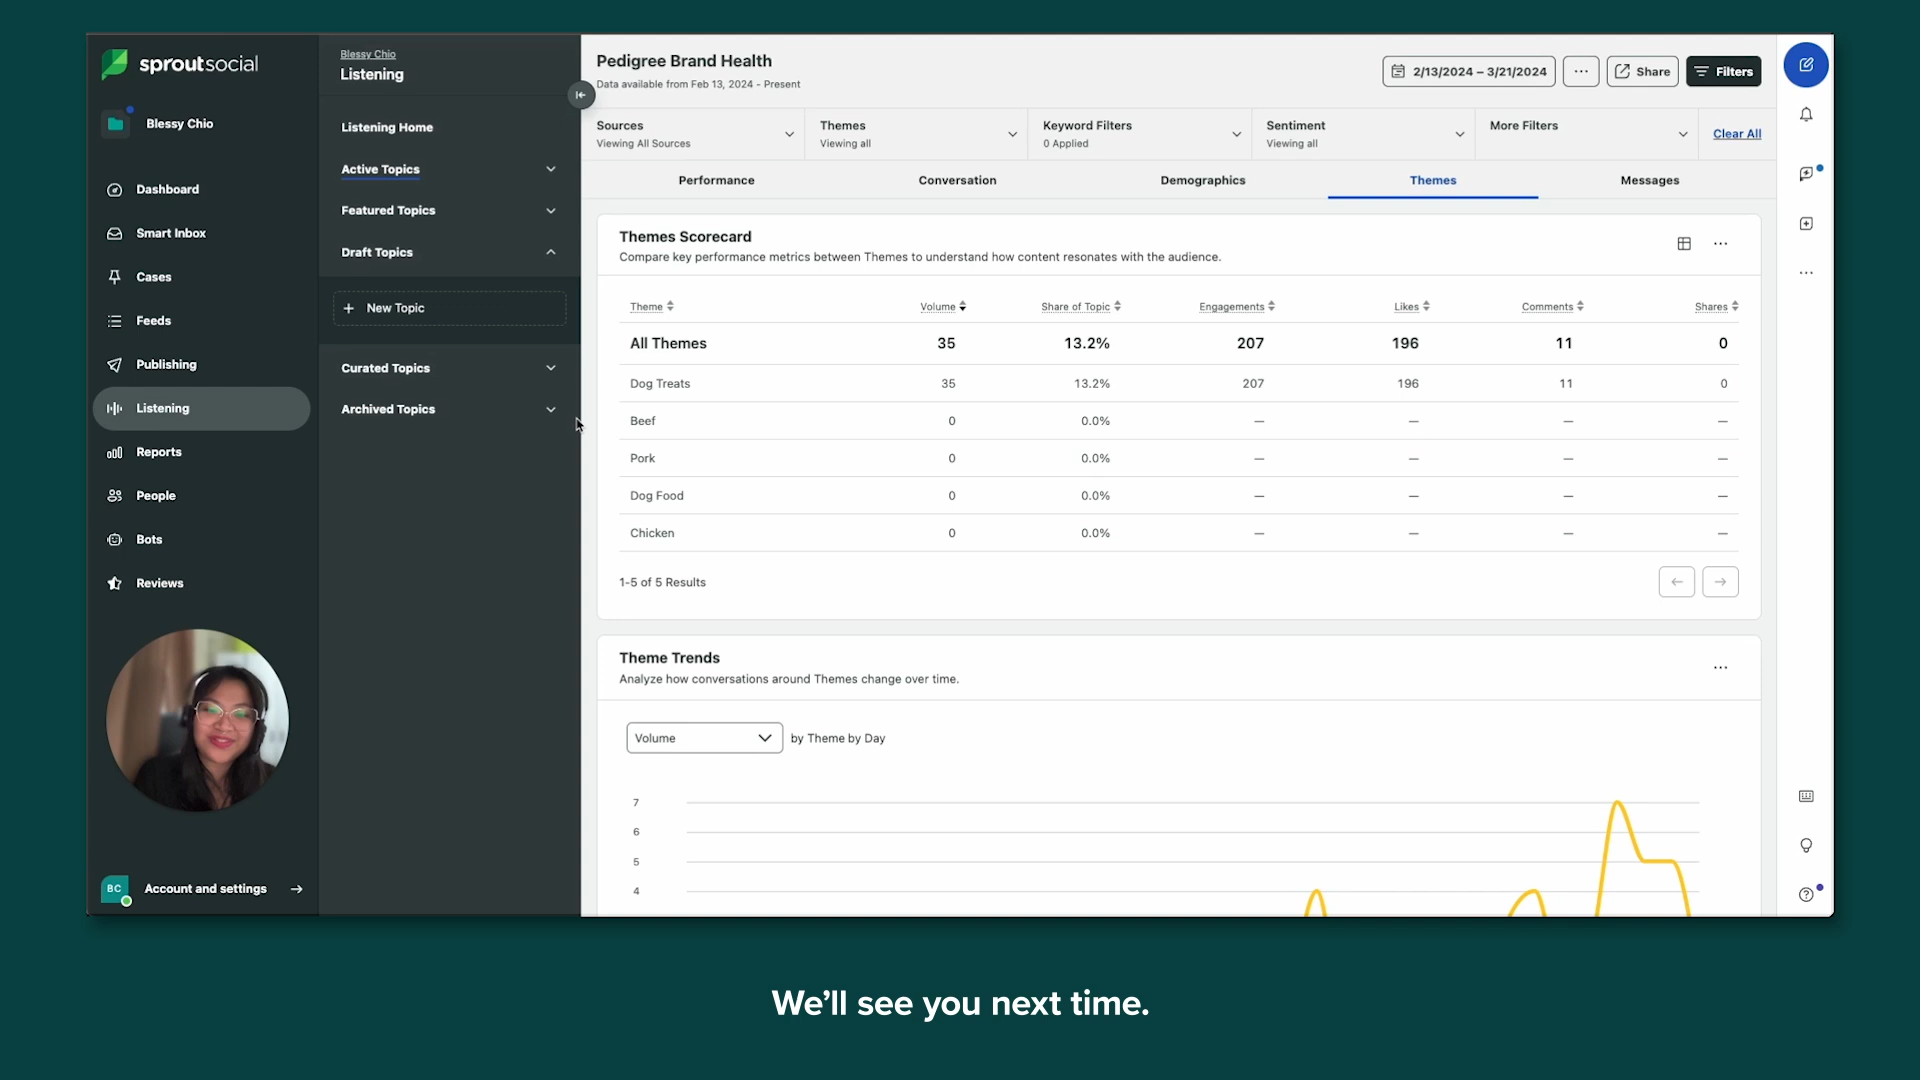 sproutsocial
Blessy Chio
Dashboard
Smart Inbox
Cases
Feeds
Publishing
Listening
Reports
People
Bots
Reviews
BC
Account and settings
Blessy Chio
Listening
Listening Home
Active Topics
Featured Topics
Draft Topics
New Topic
Curated Topics
Archived Topics
Pedigree Brand Health
Data available from Feb 13, 2024 - Present
2/13/2024 – 3/21/2024
Share
Filters
Sources
Viewing All Sources
Themes
Viewing all
Keyword Filters
0 Applied
Sentiment
Viewing all
More Filters
Clear All
Performance Conversation Demographics Themes Messages
Themes Scorecard
Compare key performance metrics between Themes to understand how content resonates with the audience.
Theme Volume Share of Topic Engagements Likes Comments Shares
All Themes 35 13.2% 207 196 11 0
Dog Treats 35 13.2% 207 196 11 0
Beef 0 0.0% — — — —
Pork 0 0.0% — — — —
Dog Food 0 0.0% — — — —
Chicken 0 0.0% — — — —
1-5 of 5 Results
Theme Trends
Analyze how conversations around Themes change over time.
Volume by Theme by Day
7
6
5
4
We'll see you next time.